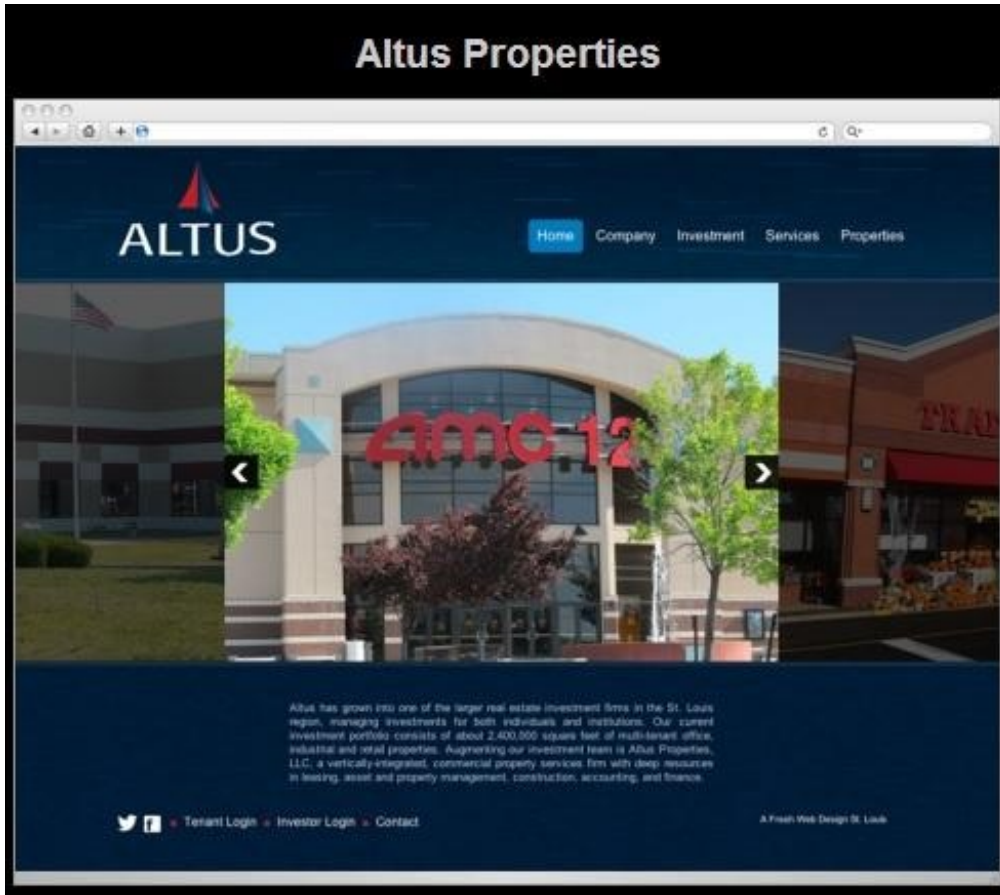 Altus Properties
ALTUS
Home Company Investment Services Properties
amc 12
Altus has grown into one of the larger real estate investment firms in the St. Louis
region, managing investments for both individuals and institutions. Our current
investment portfolio consists of about 2,400,000 square feet of multi-tenant office,
industrial and retail properties. Augmenting our investment team is Altus Properties,
LLC, a vertically-integrated, commercial property services firm with deep resources
in leasing, asset and property management, construction, accounting, and finance.
Tenant Login Investor Login Contact
A Fresh Web Design St. Louis